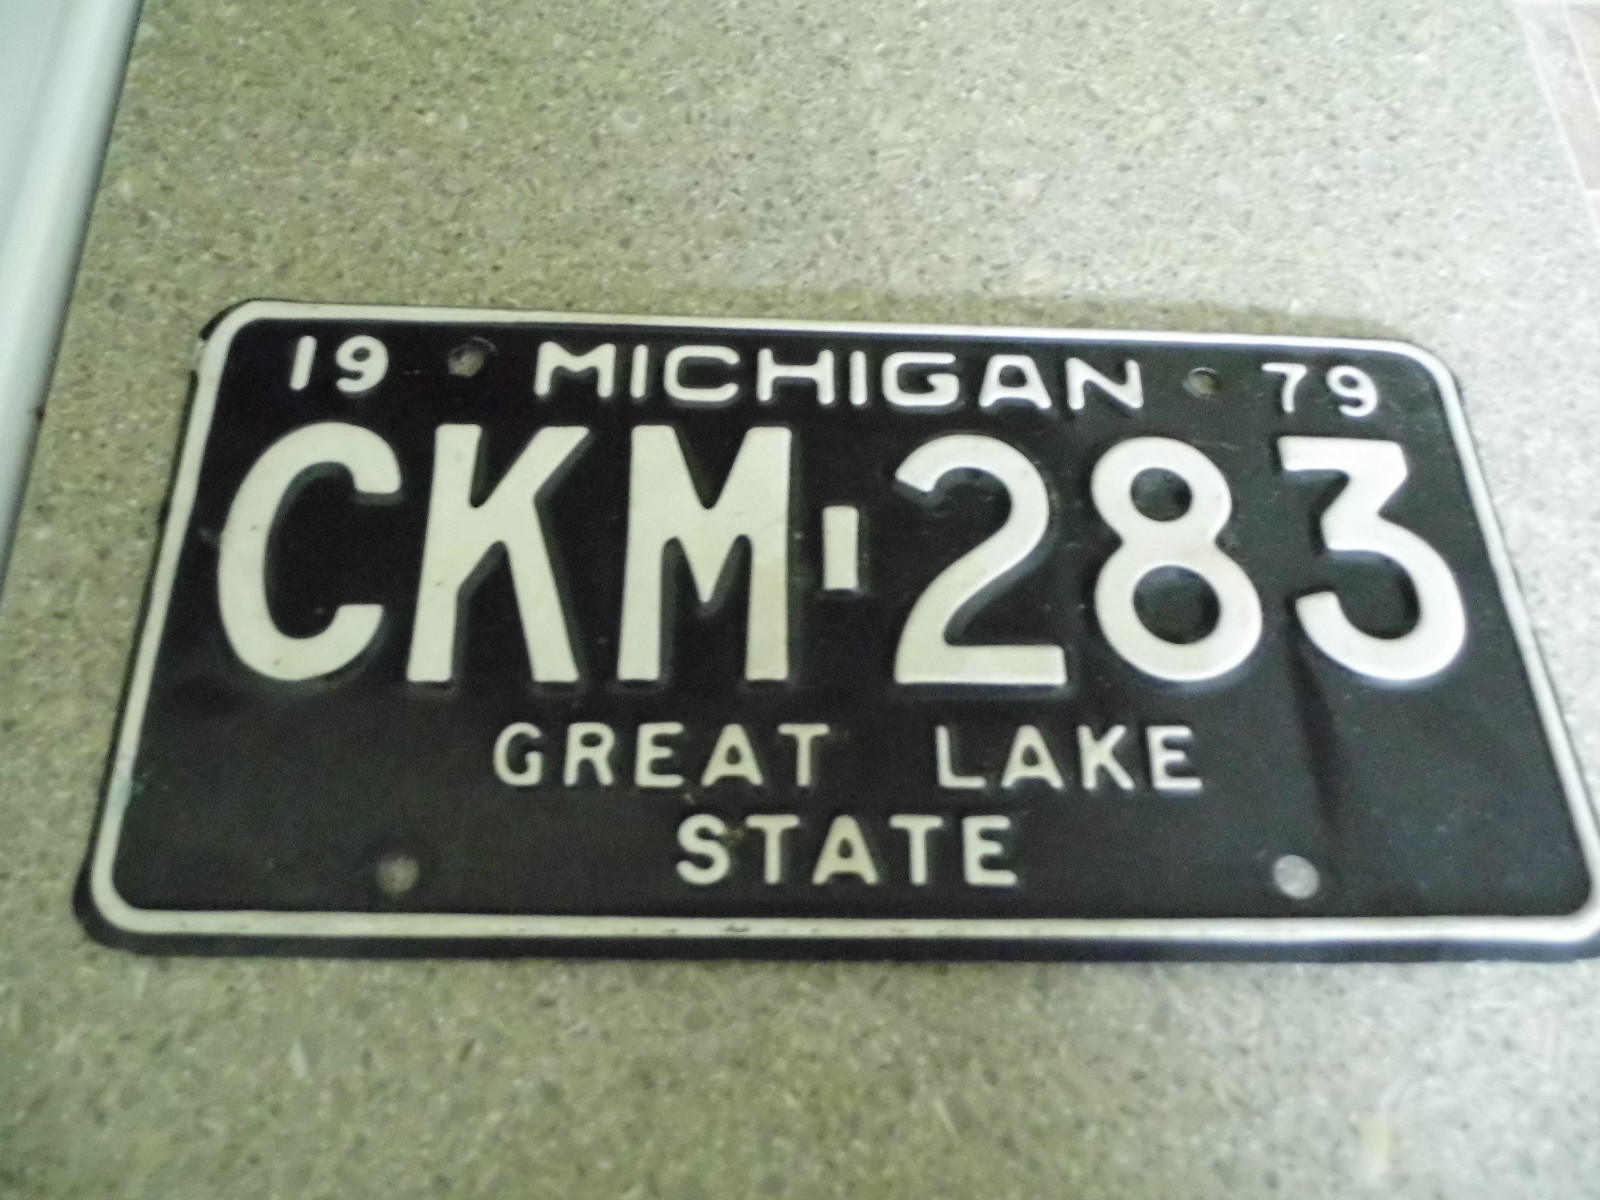 19 MICHIGAN 79
CKM-283
GREAT LAKE
STATE